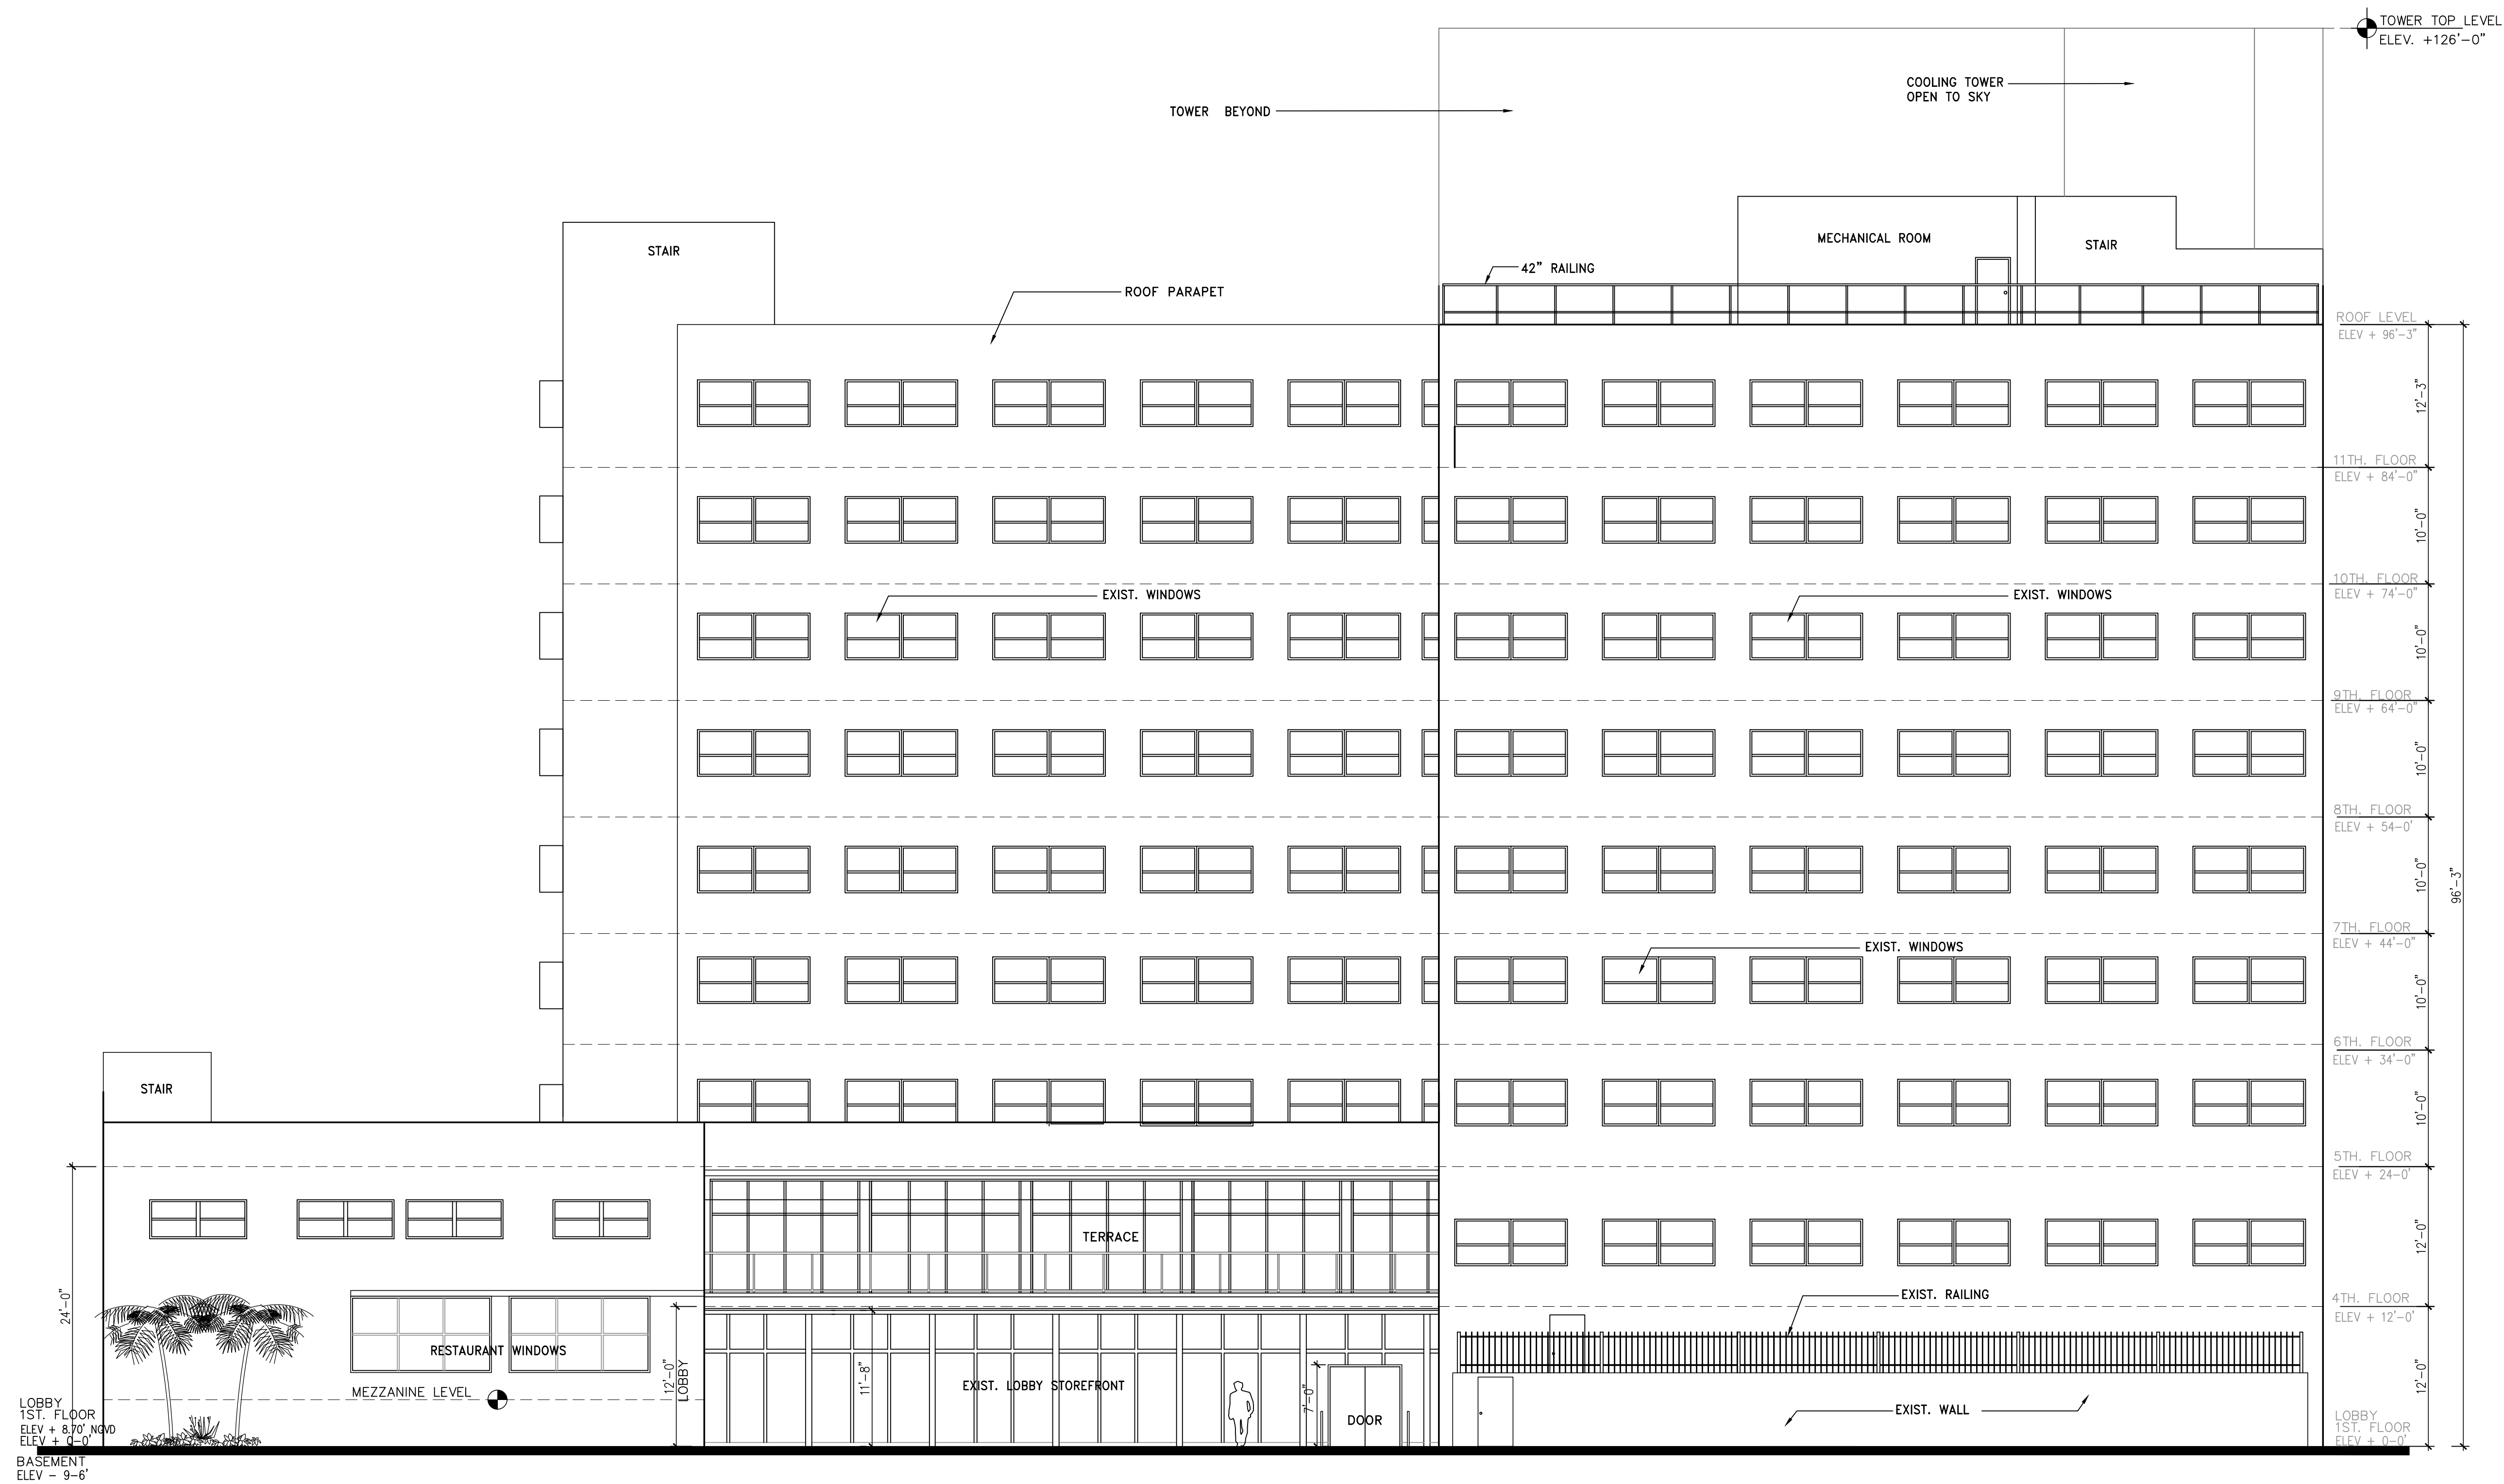 TOWER TOP LEVEL
ELEV. +126'-0"
COOLING TOWER
OPEN TO SKY
TOWER BEYOND
MECHANICAL ROOM
STAIR
STAIR
42" RAILING
ROOF PARAPET
ROOF LEVEL
ELEV + 96'-3"
12'-3"
11TH. FLOOR
ELEV + 84'-0"
10'-0"
10TH. FLOOR
ELEV + 74'-0"
EXIST. WINDOWS
EXIST. WINDOWS
10'-0"
9TH. FLOOR
ELEV + 64'-0"
10'-0"
8TH. FLOOR
ELEV + 54-0'
10'-0"
96'-3"
7TH. FLOOR
ELEV + 44'-0"
EXIST. WINDOWS
10'-0"
6TH. FLOOR
ELEV + 34'-0"
STAIR
10'-0"
5TH. FLOOR
ELEV + 24-0'
TERRACE
12'-0"
24'-0"
EXIST. RAILING
4TH. FLOOR
ELEV + 12'-0'
RESTAURANT WINDOWS
12'-0"
LOBBY
11'-8"
EXIST. LOBBY STOREFRONT
7'-0"
12'-0"
MEZZANINE LEVEL
DOOR
EXIST. WALL
LOBBY
1ST. FLOOR
ELEV + 8.70' NGVD
ELEV + 0-0'
LOBBY
1ST. FLOOR
ELEV + 0-0'
BASEMENT
ELEV - 9-6'